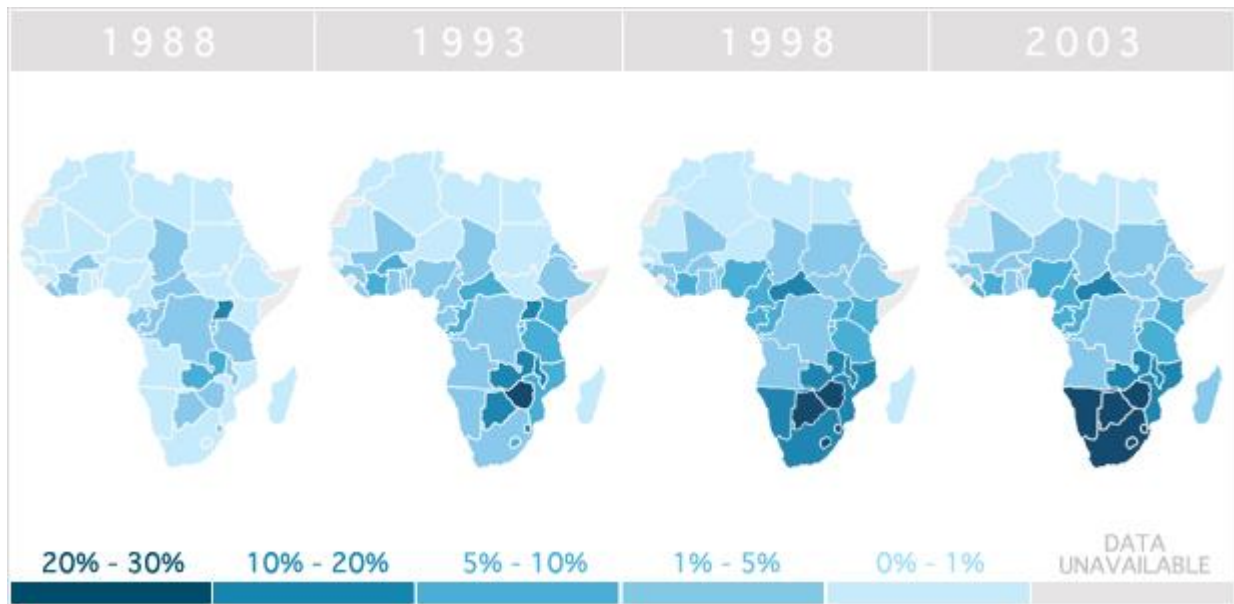 1988
1993
1998
2003
20% - 30%
10% - 20%
5% - 10%
1% - 5%
0% - 1%
DATA
UNAVAILABLE